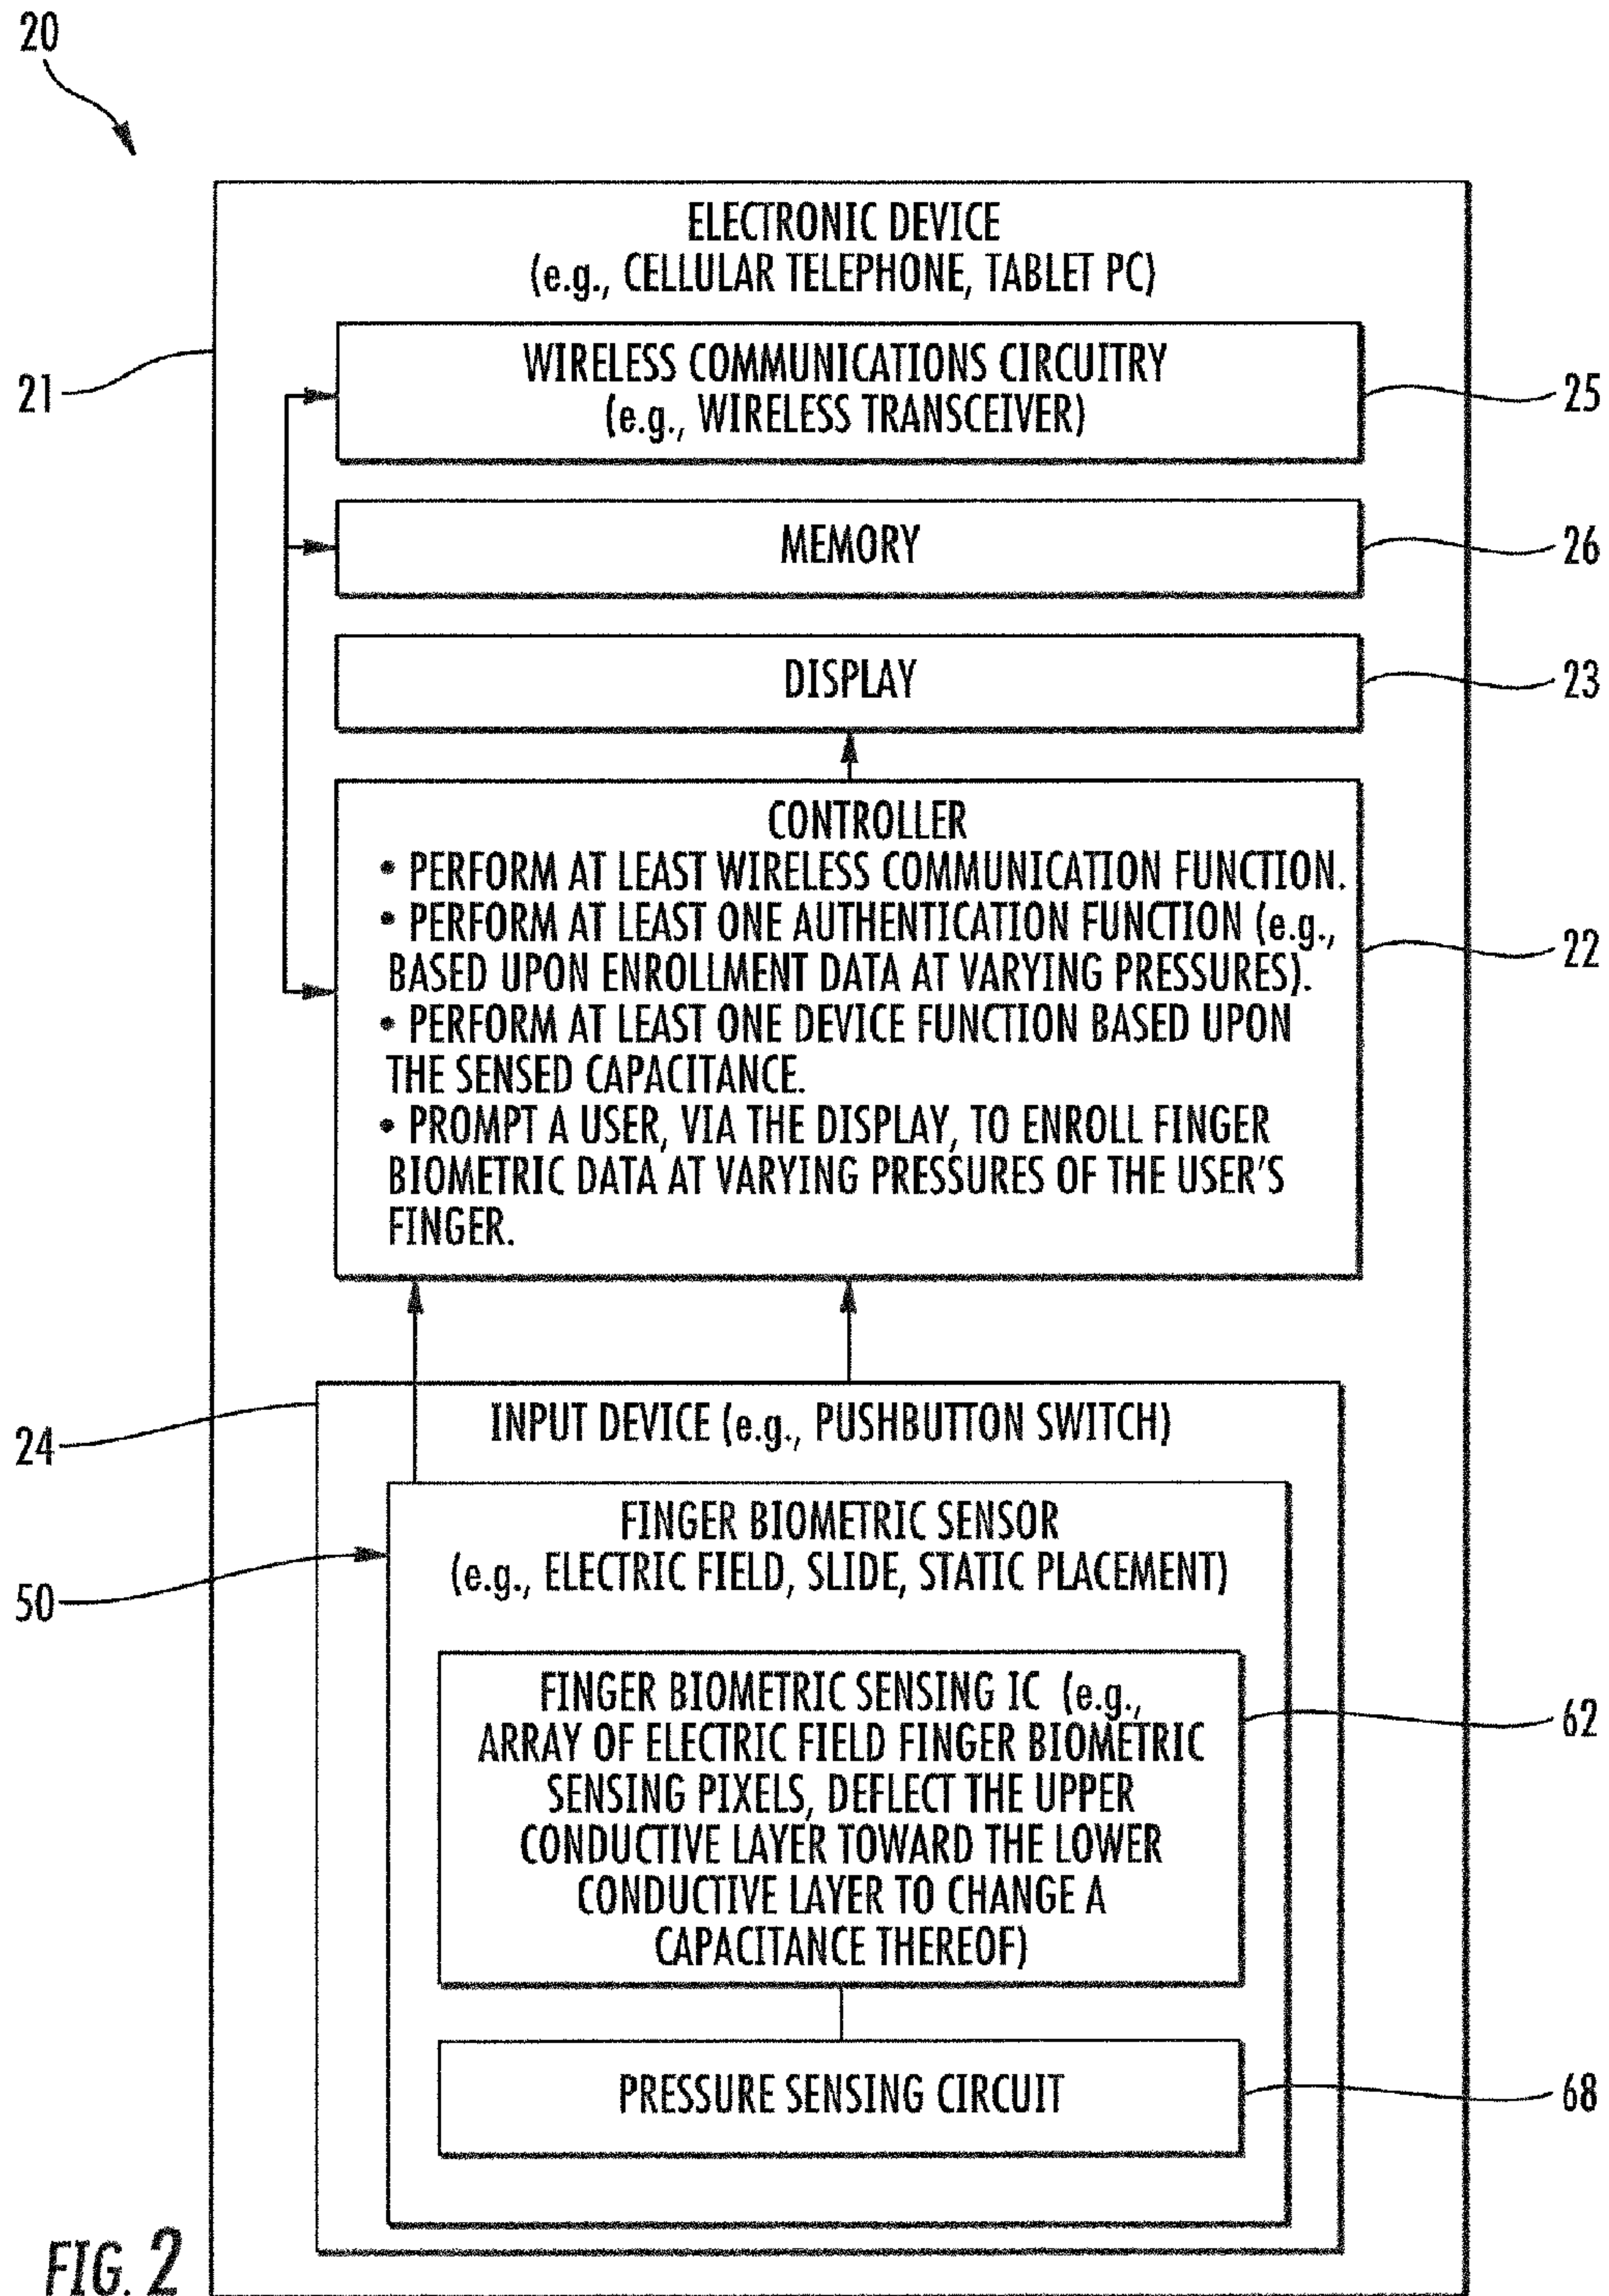 20
ELECTRONIC DEVICE
(e.g., CELLULAR TELEPHONE, TABLET PC)
21
WIRELESS COMMUNICATIONS CIRCUITRY
(e.g., WIRELESS TRANSCEIVER)
25
MEMORY
26
DISPLAY
23
CONTROLLER
• PERFORM AT LEAST WIRELESS COMMUNICATION FUNCTION.
• PERFORM AT LEAST ONE AUTHENTICATION FUNCTION (e.g.,
BASED UPON ENROLLMENT DATA AT VARYING PRESSURES).
• PERFORM AT LEAST ONE DEVICE FUNCTION BASED UPON
THE SENSED CAPACITANCE.
• PROMPT A USER, VIA THE DISPLAY, TO ENROLL FINGER
BIOMETRIC DATA AT VARYING PRESSURES OF THE USER'S
FINGER.
22
24
INPUT DEVICE (e.g., PUSHBUTTON SWITCH)
50
FINGER BIOMETRIC SENSOR
(e.g., ELECTRIC FIELD, SLIDE, STATIC PLACEMENT)
FINGER BIOMETRIC SENSING IC (e.g.,
ARRAY OF ELECTRIC FIELD FINGER BIOMETRIC
SENSING PIXELS, DEFLECT THE UPPER
CONDUCTIVE LAYER TOWARD THE LOWER
CONDUCTIVE LAYER TO CHANGE A
CAPACITANCE THEREOF)
62
PRESSURE SENSING CIRCUIT
68
FIG. 2